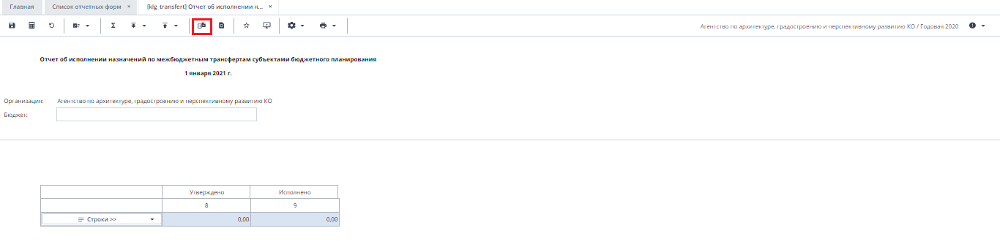 Главная Список отчетных форм × [klg_transfert] Отчет об исполнении н... ×
Σ Агентство по архитектуре, градостроению и перспективному развитию КО / Годовая 2020
Отчет об исполнении назначений по межбюджетным трансфертам субъектами бюджетного планирования
1 января 2021 г.
Организация: Агентство по архитектуре, градостроению и перспективному развитию КО
Бюджет:
Утверждено Исполнено
8 9
Строки >> 0,00 0,00